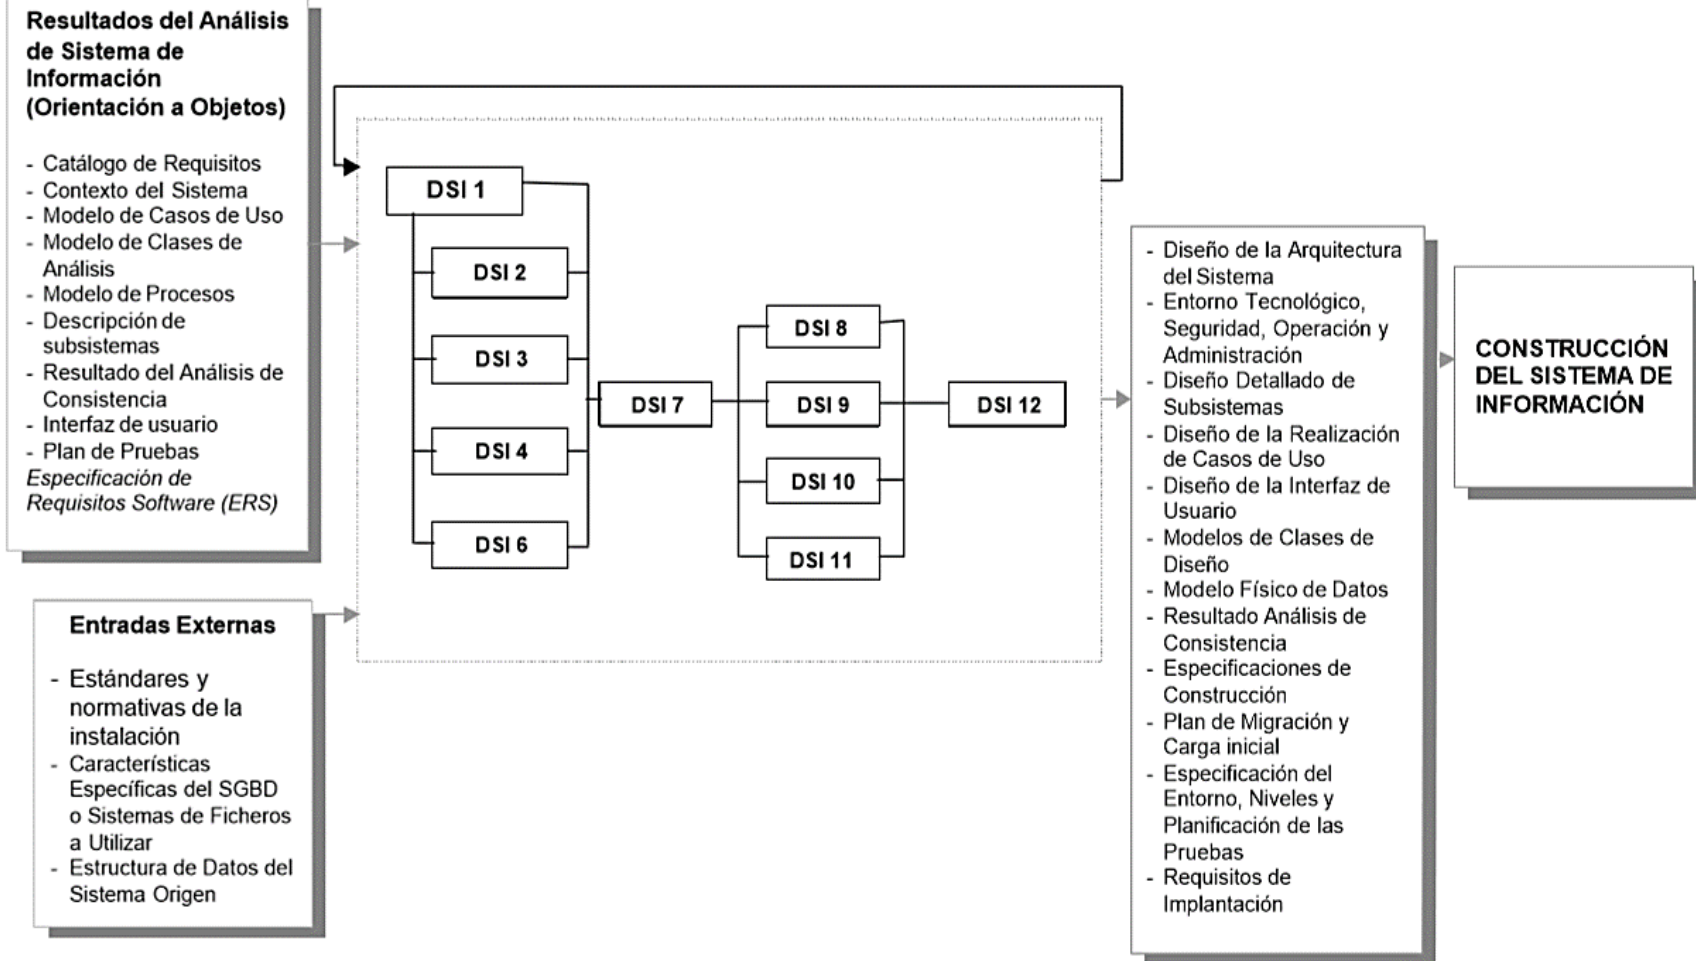 Resultados del Análisis
de Sistema de
Información
(Orientación a Objetos)
- Catálogo de Requisitos
- Contexto del Sistema
- Modelo de Casos de Uso
- Modelo de Clases de
Análisis
- Modelo de Procesos
- Descripción de
subsistemas
- Resultado del Análisis de
Consistencia
- Interfaz de usuario
- Plan de Pruebas
Especificación de
Requisitos Software (ERS)
Entradas Externas
- Estándares y
normativas de la
instalación
- Características
Específicas del SGBD
o Sistemas de Ficheros
a Utilizar
- Estructura de Datos del
Sistema Origen
DSI 1
DSI 2
DSI 3
DSI 4
DSI 6
DSI 7
DSI 8
DSI 9
DSI 10
DSI 11
DSI 12
- Diseño de la Arquitectura
del Sistema
- Entorno Tecnológico,
Seguridad, Operación y
Administración
- Diseño Detallado de
Subsistemas
- Diseño de la Realización
de Casos de Uso
- Diseño de la Interfaz de
Usuario
- Modelos de Clases de
Diseño
- Modelo Físico de Datos
- Resultado Análisis de
Consistencia
- Especificaciones de
Construcción
- Plan de Migración y
Carga inicial
- Especificación del
Entorno, Niveles y
Planificación de las
Pruebas
- Requisitos de
Implantación
CONSTRUCCIÓN
DEL SISTEMA DE
INFORMACIÓN